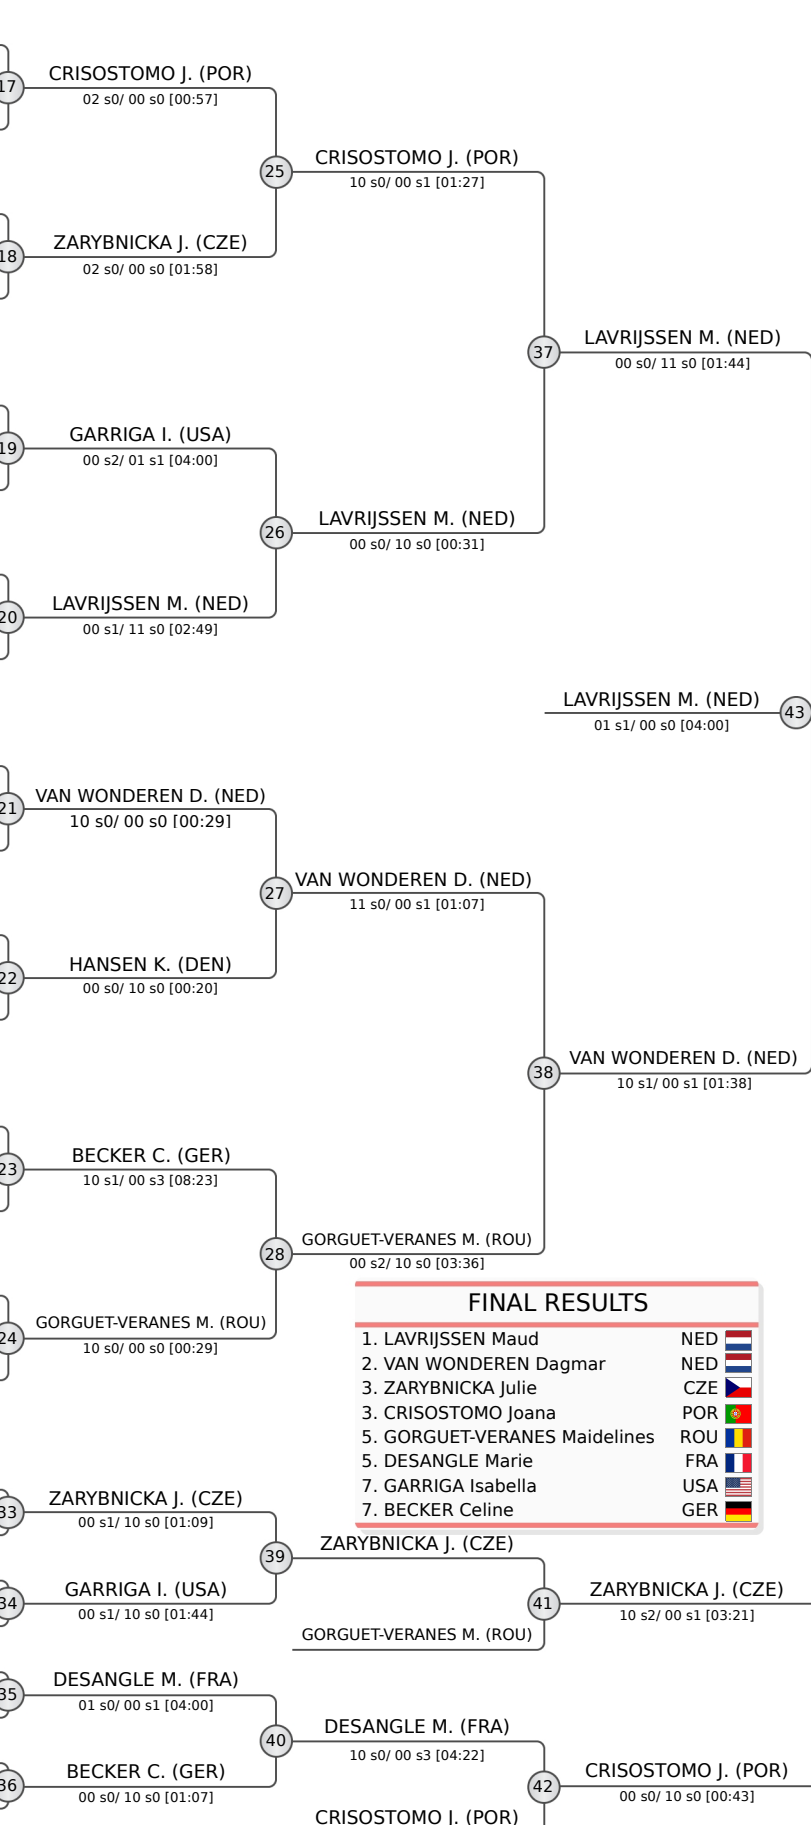 17
CRISOSTOMO J. (POR)
02 s0/ 00 s0 [00:57]
25
CRISOSTOMO J. (POR)
10 s0/ 00 s1 [01:27]
18
ZARYBNICKA J. (CZE)
02 s0/ 00 s0 [01:58]
37
LAVRIJSSEN M. (NED)
00 s0/ 11 s0 [01:44]
19
GARRIGA I. (USA)
00 s2/ 01 s1 [04:00]
26
LAVRIJSSEN M. (NED)
00 s0/ 10 s0 [00:31]
20
LAVRIJSSEN M. (NED)
00 s1/ 11 s0 [02:49]
LAVRIJSSEN M. (NED)
01 s1/ 00 s0 [04:00]
43
21
VAN WONDEREN D. (NED)
10 s0/ 00 s0 [00:29]
27
VAN WONDEREN D. (NED)
11 s0/ 00 s1 [01:07]
22
HANSEN K. (DEN)
00 s0/ 10 s0 [00:20]
38
VAN WONDEREN D. (NED)
10 s1/ 00 s1 [01:38]
23
BECKER C. (GER)
10 s1/ 00 s3 [08:23]
28
GORGUET-VERANES M. (ROU)
00 s2/ 10 s0 [03:36]
24
GORGUET-VERANES M. (ROU)
10 s0/ 00 s0 [00:29]
FINAL RESULTS
1. LAVRIJSSEN Maud NED
2. VAN WONDEREN Dagmar NED
3. ZARYBNICKA Julie CZE
3. CRISOSTOMO Joana POR
5. GORGUET-VERANES Maidelines ROU
5. DESANGLE Marie FRA
7. GARRIGA Isabella USA
7. BECKER Celine GER
33
ZARYBNICKA J. (CZE)
00 s1/ 10 s0 [01:09]
39
ZARYBNICKA J. (CZE)
34
GARRIGA I. (USA)
00 s1/ 10 s0 [01:44]
41
ZARYBNICKA J. (CZE)
10 s2/ 00 s1 [03:21]
GORGUET-VERANES M. (ROU)
35
DESANGLE M. (FRA)
01 s0/ 00 s1 [04:00]
40
DESANGLE M. (FRA)
10 s0/ 00 s3 [04:22]
36
BECKER C. (GER)
00 s0/ 10 s0 [01:07]
42
CRISOSTOMO J. (POR)
00 s0/ 10 s0 [00:43]
CRISOSTOMO J. (POR)